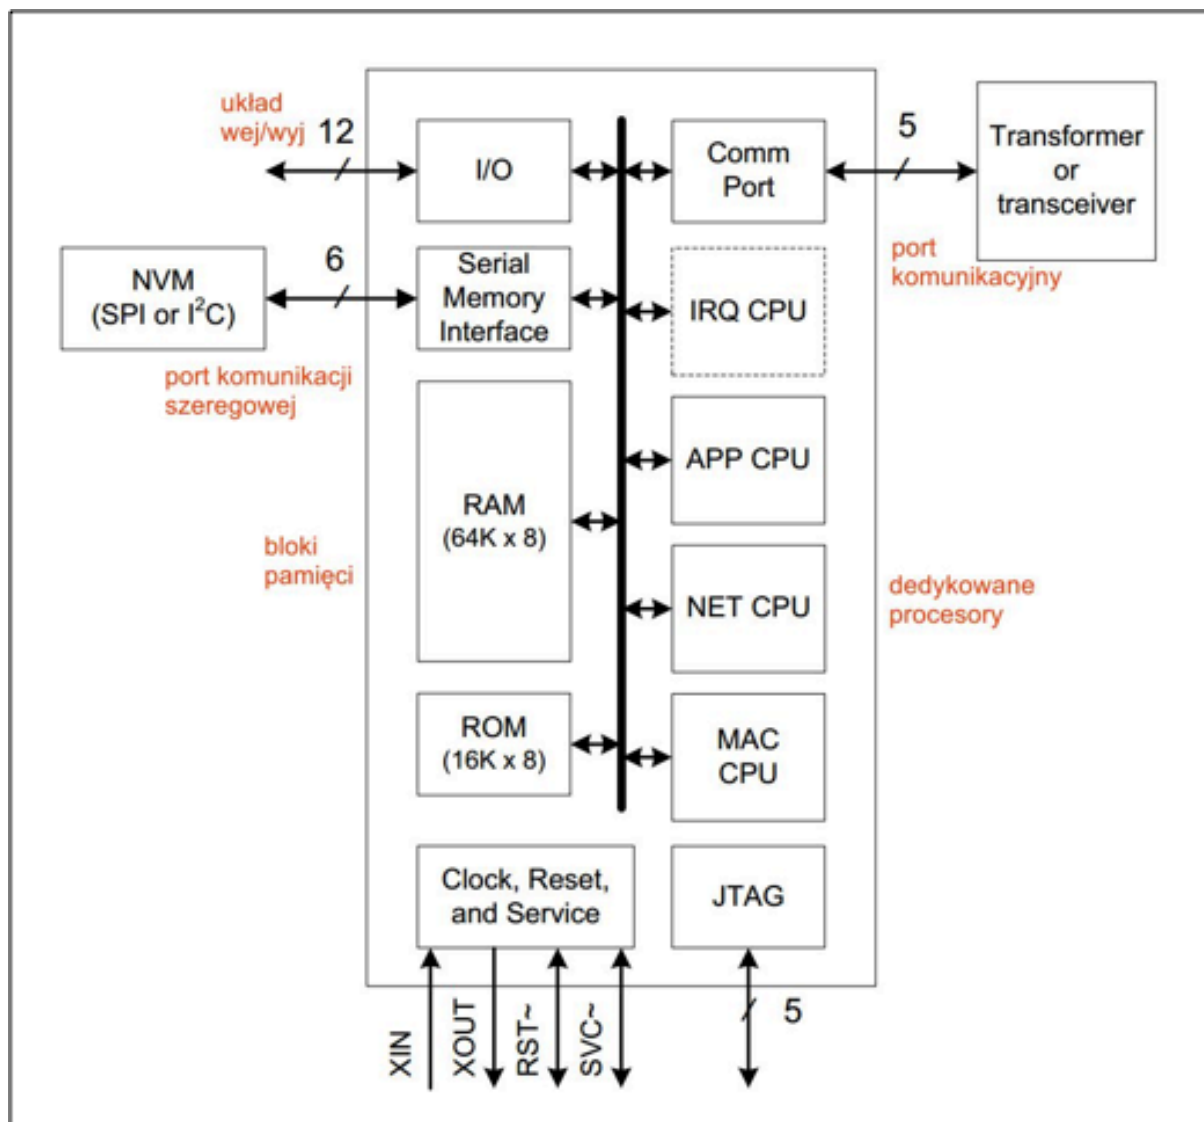 układ
wej/wyj
12
I/O
Comm
Port
5
Transformer
or
transceiver
port
komunikacyjny
NVM
(SPI or I²C)
6
Serial
Memory
Interface
IRQ CPU
port komunikacji
szeregowej
RAM
(64K x 8)
APP CPU
bloki
pamięci
NET CPU
dedykowane
procesory
ROM
(16K x 8)
MAC
CPU
Clock, Reset,
and Service
JTAG
XIN
XOUT
RST~
SVC~
5